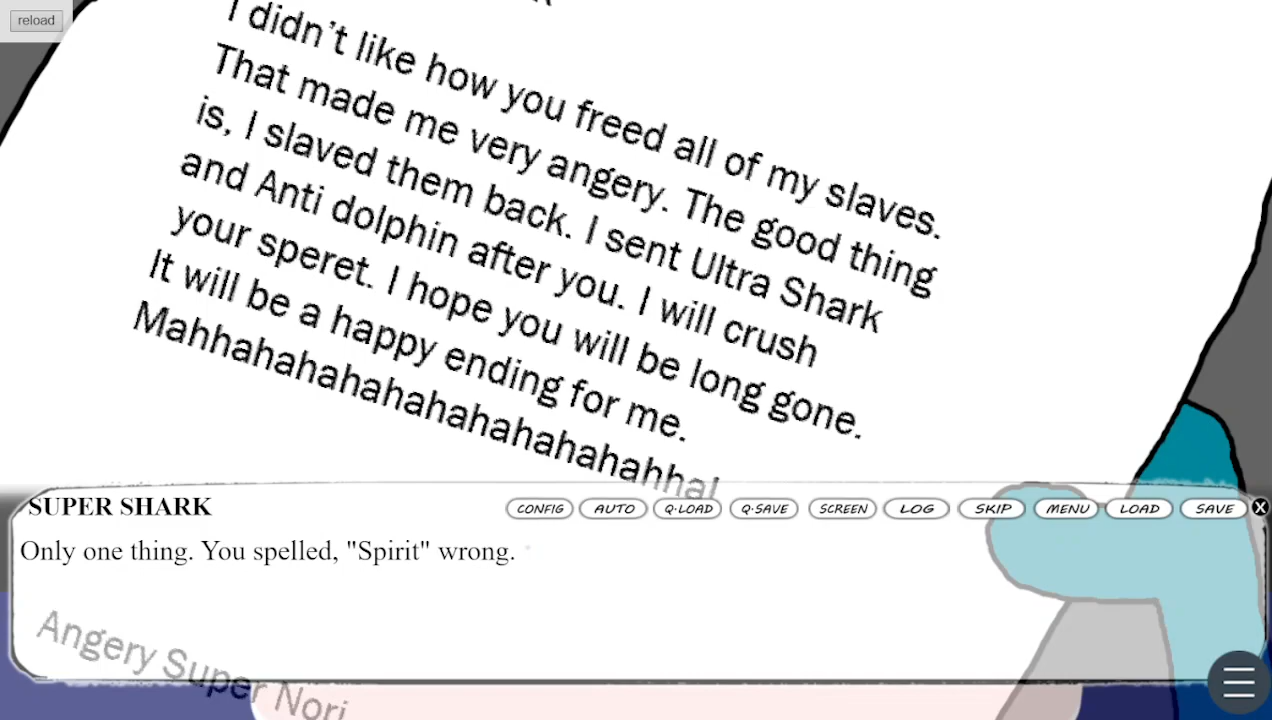 reload
I didn't like how you freed all of my slaves.
That made me very angery. The good thing
is, I slaved them back. I sent Ultra Shark
and Anti dolphin after you. I will crush
your speret. I hope you will be long gone.
It will be a happy ending for me.
Mahhahahahahahahahahahahhha!
SUPER SHARK
CONFIG AUTO Q·LOAD Q·SAVE SCREEN LOG SKIP MENU LOAD SAVE X
Only one thing. You spelled, "Spirit" wrong.
Angery Super Nori